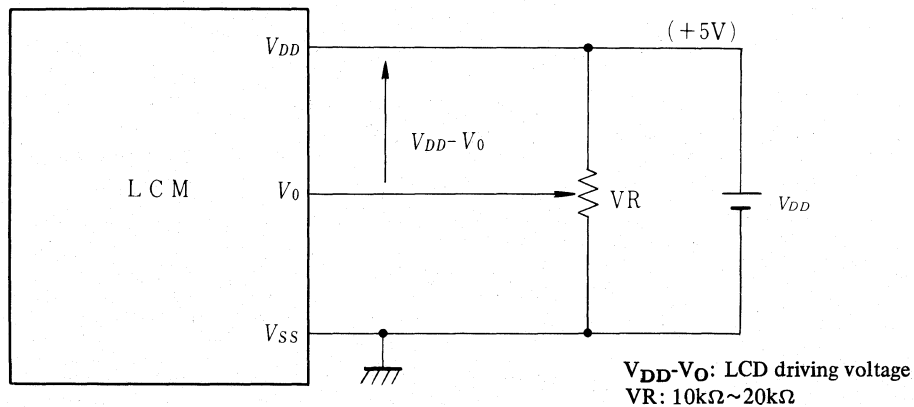 (+5V)
VDD
VDD-V0
LCM
V0
VR
VDD
VSS
VDD-VO: LCD driving voltage
VR: 10kΩ~20kΩ